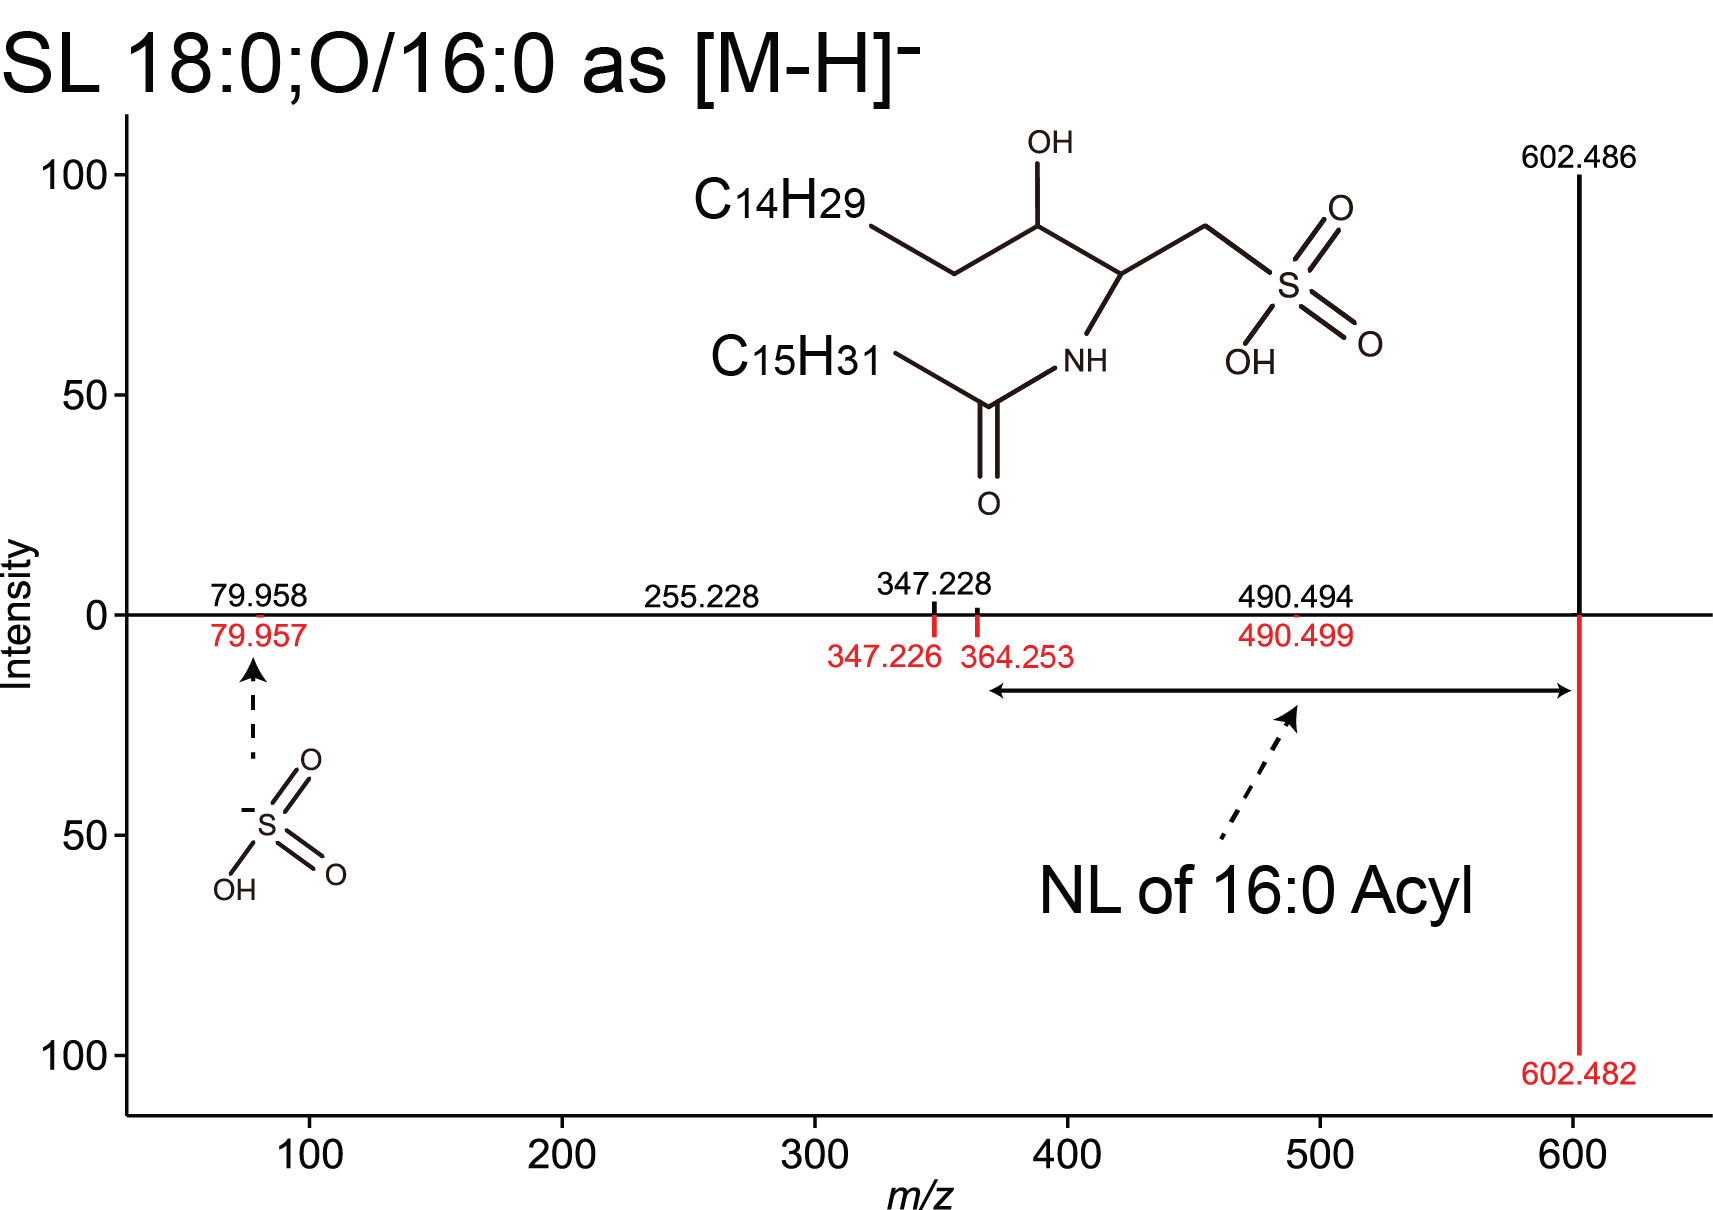 SL 18:0;O/16:0 as [M-H]⁻
100
50
0
50
100
Intensity
602.486
OH
C14H29
O
S
O
OH
NH
C15H31
O
79.958
255.228
347.228
490.494
79.957
347.226
364.253
490.499
O
⁻S
O
OH
NL of 16:0 Acyl
602.482
100
200
300
400
500
600
m/z